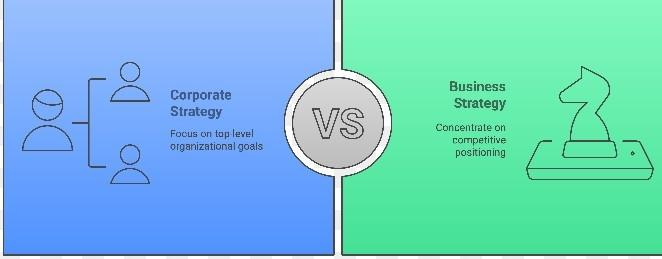 Corporate
Strategy
Focus on top level
organizational goals
VS
Business
Strategy
Concentrate on
competitive
positioning